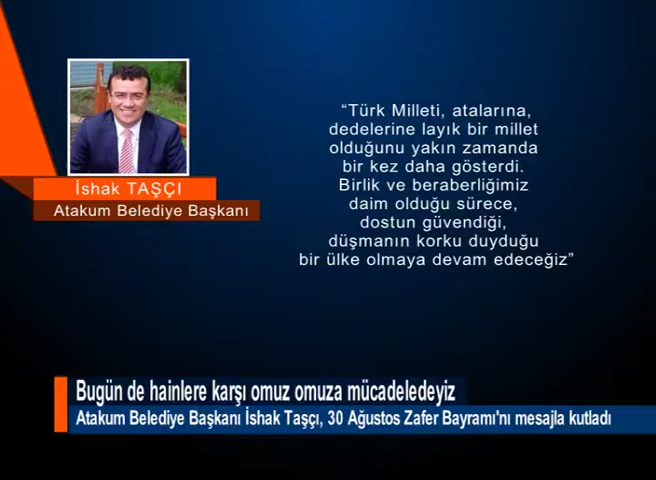 “Türk Milleti, atalarına,
dedelerine layık bir millet
olduğunu yakın zamanda
bir kez daha gösterdi.
Birlik ve beraberliğimiz
daim olduğu sürece,
dostun güvendiği,
düşmanın korku duyduğu
bir ülke olmaya devam edeceğiz”
İshak TAŞÇI
Atakum Belediye Başkanı
Bugün de hainlere karşı omuz omuza mücadeledeyiz
Atakum Belediye Başkanı İshak Taşçı, 30 Ağustos Zafer Bayramı'nı mesajla kutladı